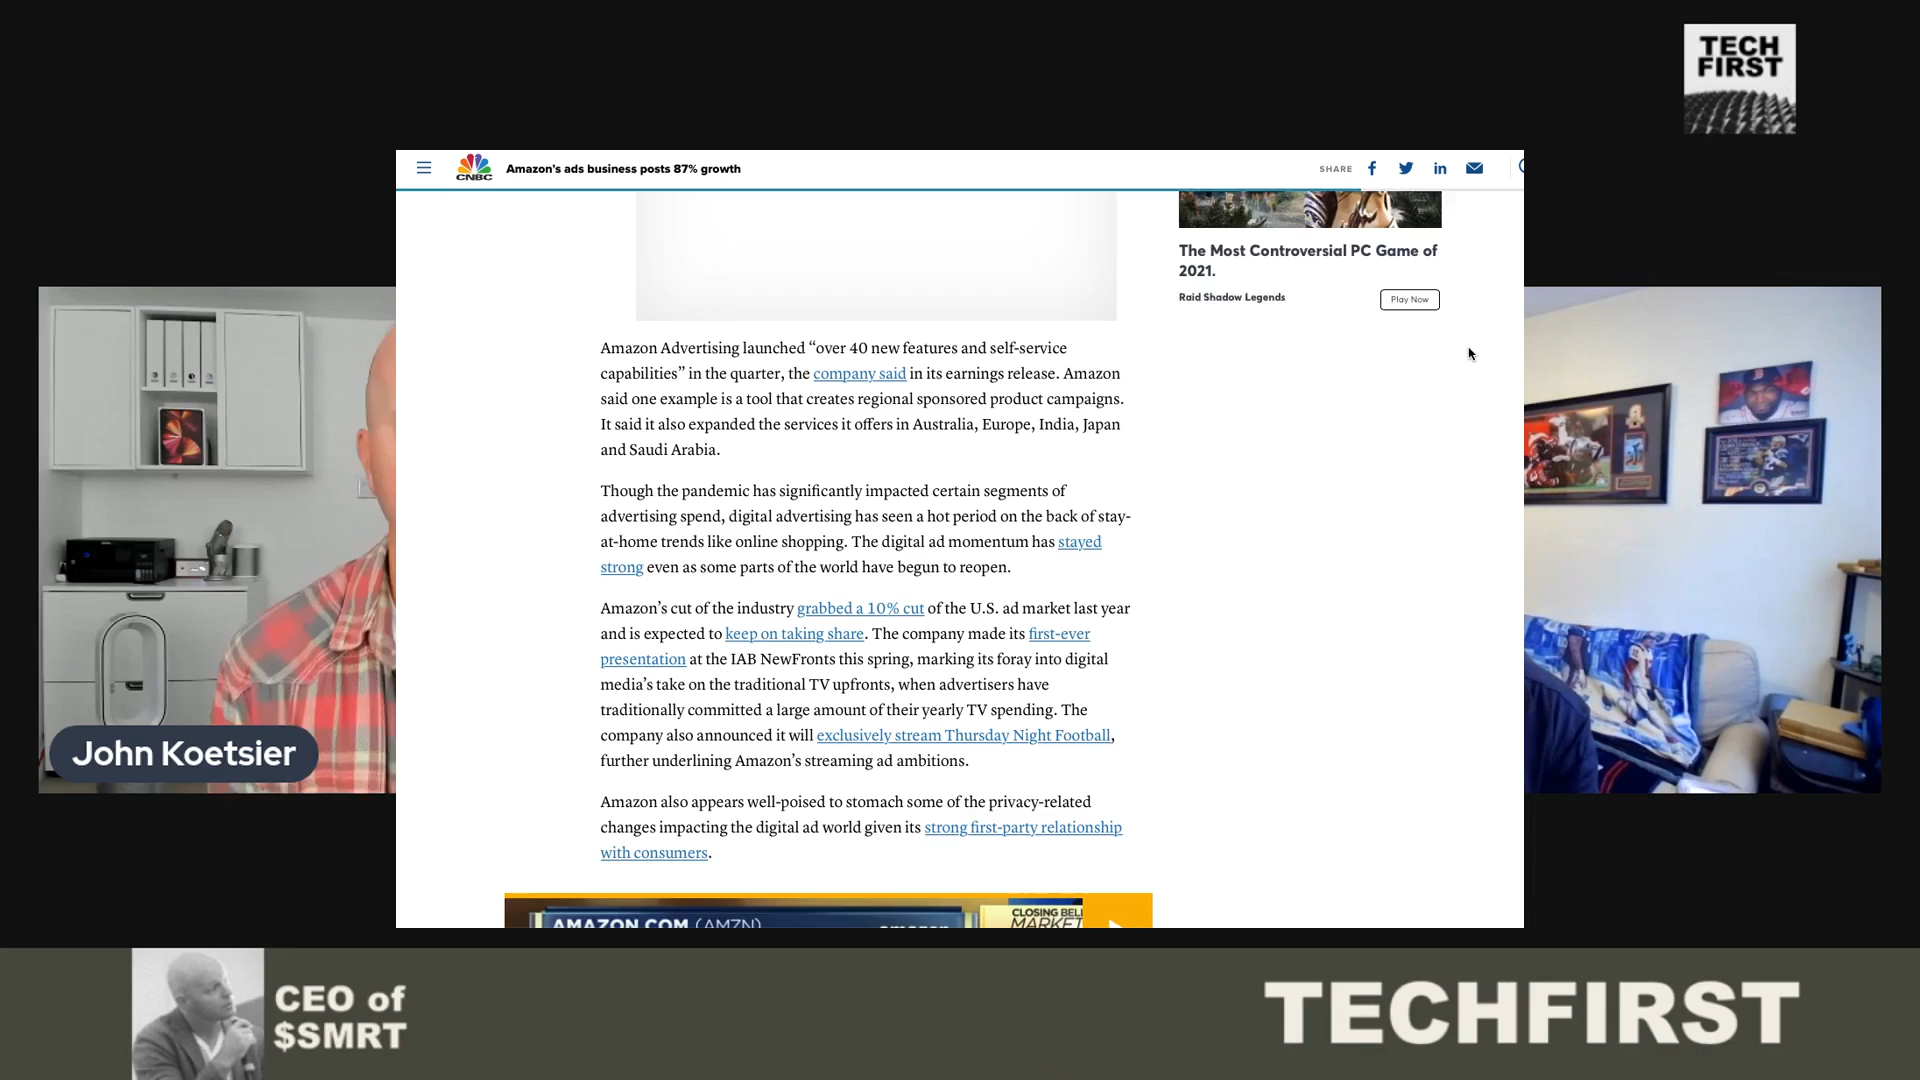 TECH
FIRST
CNBC
Amazon's ads business posts 87% growth
SHARE
The Most Controversial PC Game of
2021.
Raid Shadow Legends
Play Now
Amazon Advertising launched “over 40 new features and self-service
capabilities” in the quarter, the company said in its earnings release. Amazon
said one example is a tool that creates regional sponsored product campaigns.
It said it also expanded the services it offers in Australia, Europe, India, Japan
and Saudi Arabia.
Though the pandemic has significantly impacted certain segments of
advertising spend, digital advertising has seen a hot period on the back of stay-
at-home trends like online shopping. The digital ad momentum has stayed
strong even as some parts of the world have begun to reopen.
Amazon’s cut of the industry grabbed a 10% cut of the U.S. ad market last year
and is expected to keep on taking share. The company made its first-ever
presentation at the IAB NewFronts this spring, marking its foray into digital
media’s take on the traditional TV upfronts, when advertisers have
traditionally committed a large amount of their yearly TV spending. The
company also announced it will exclusively stream Thursday Night Football,
further underlining Amazon’s streaming ad ambitions.
Amazon also appears well-poised to stomach some of the privacy-related
changes impacting the digital ad world given its strong first-party relationship
with consumers.
AMAZON.COM (AMZN)
amazon
CLOSING BELL
MARKET
John Koetsier
CEO of
$SMRT
TECHFIRST